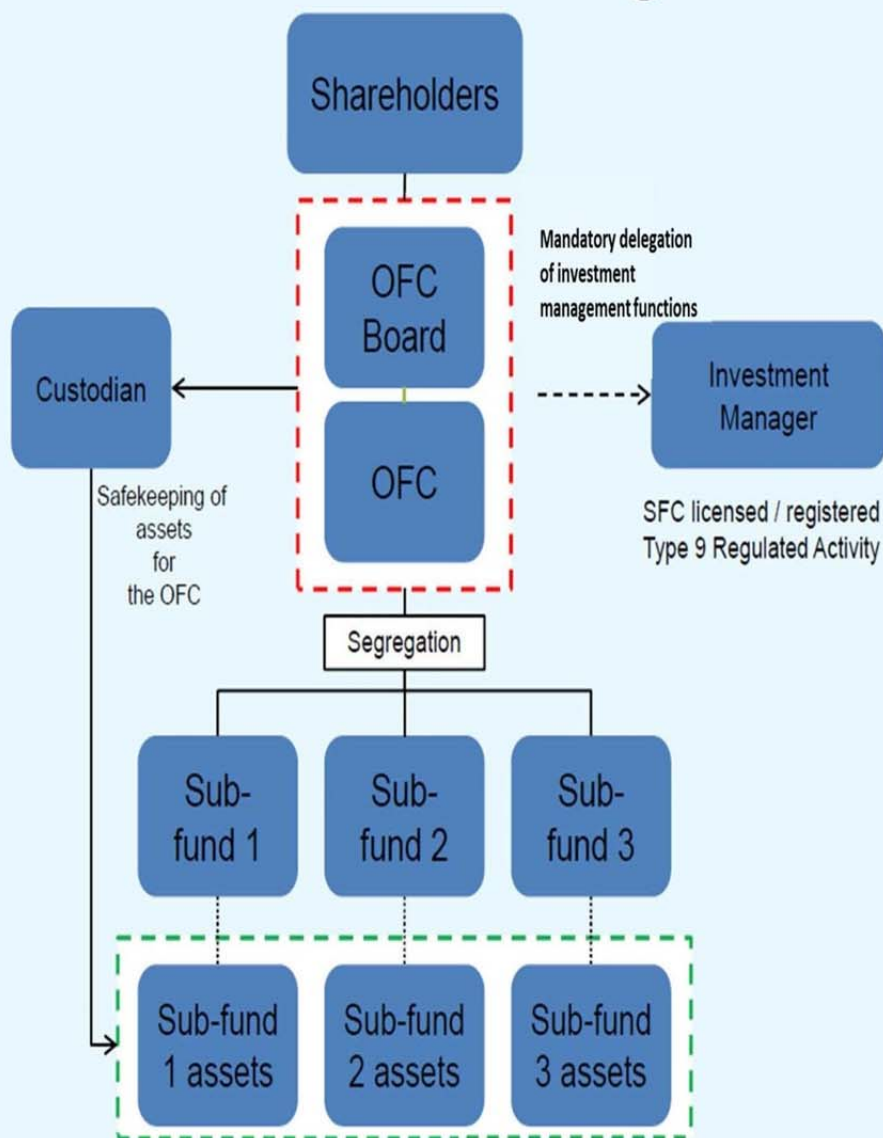 Shareholders
OFC
Board
OFC
Mandatory delegation
of investment
management functions
Custodian
Investment
Manager
Safekeeping of
assets
for
the OFC
SFC licensed / registered
Type 9 Regulated Activity
Segregation
Sub-
fund 1
Sub-
fund 2
Sub-
fund 3
Sub-fund
1 assets
Sub-fund
2 assets
Sub-fund
3 assets